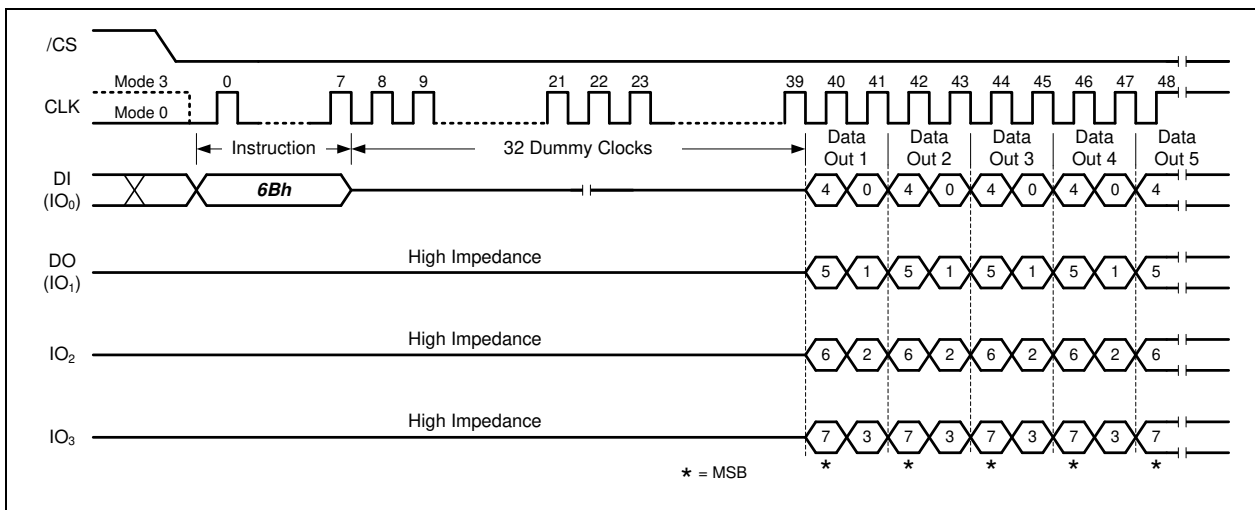 /CS
Mode 3 0 7 8 9 21 22 23 39 40 41 42 43 44 45 46 47 48
CLK
Mode 0
Instruction 32 Dummy Clocks Data Out 1 Data Out 2 Data Out 3 Data Out 4 Data Out 5
DI (IO₀) 6Bh 4 0 4 0 4 0 4 0 4
DO (IO₁) High Impedance 5 1 5 1 5 1 5 1 5
IO₂ High Impedance 6 2 6 2 6 2 6 2 6
IO₃ High Impedance 7 3 7 3 7 3 7 3 7
* * * * *
* = MSB